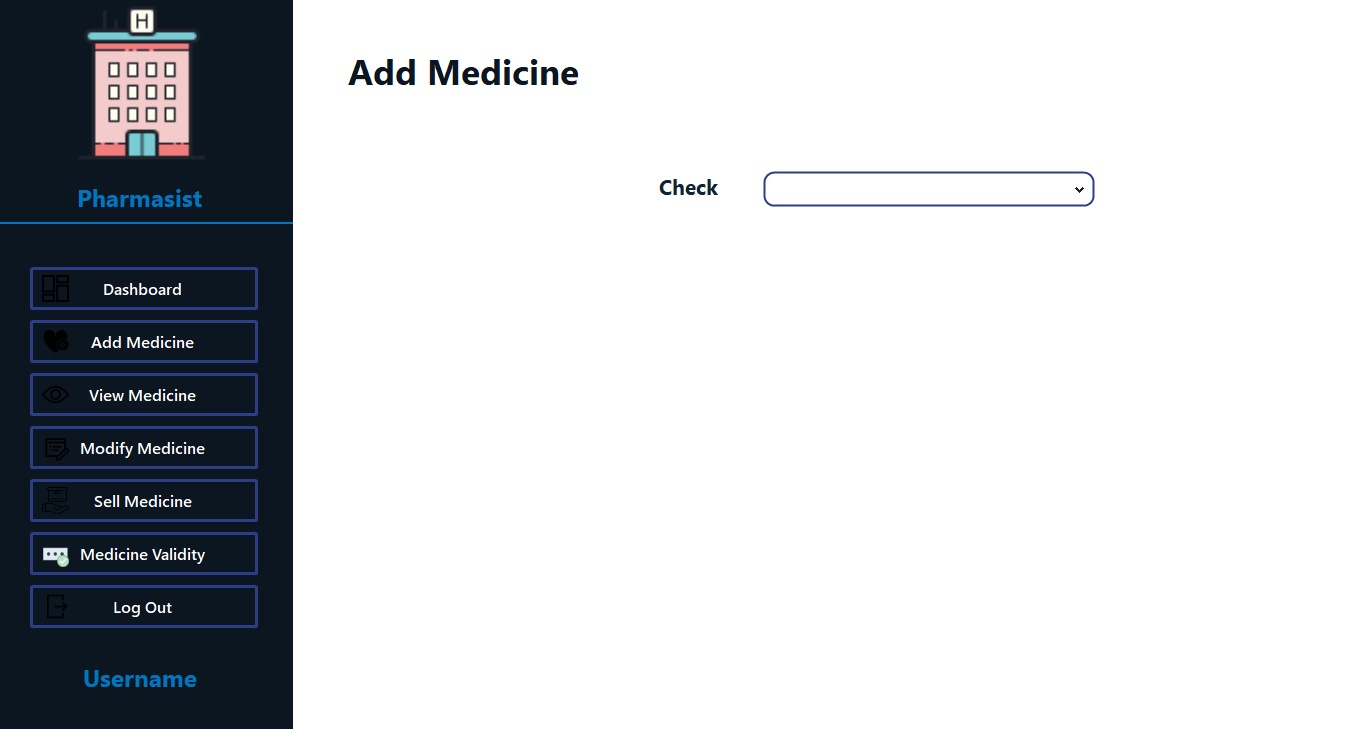 H
Pharmasist
Dashboard
Add Medicine
View Medicine
Modify Medicine
Sell Medicine
Medicine Validity
Log Out
Username
Add Medicine
Check